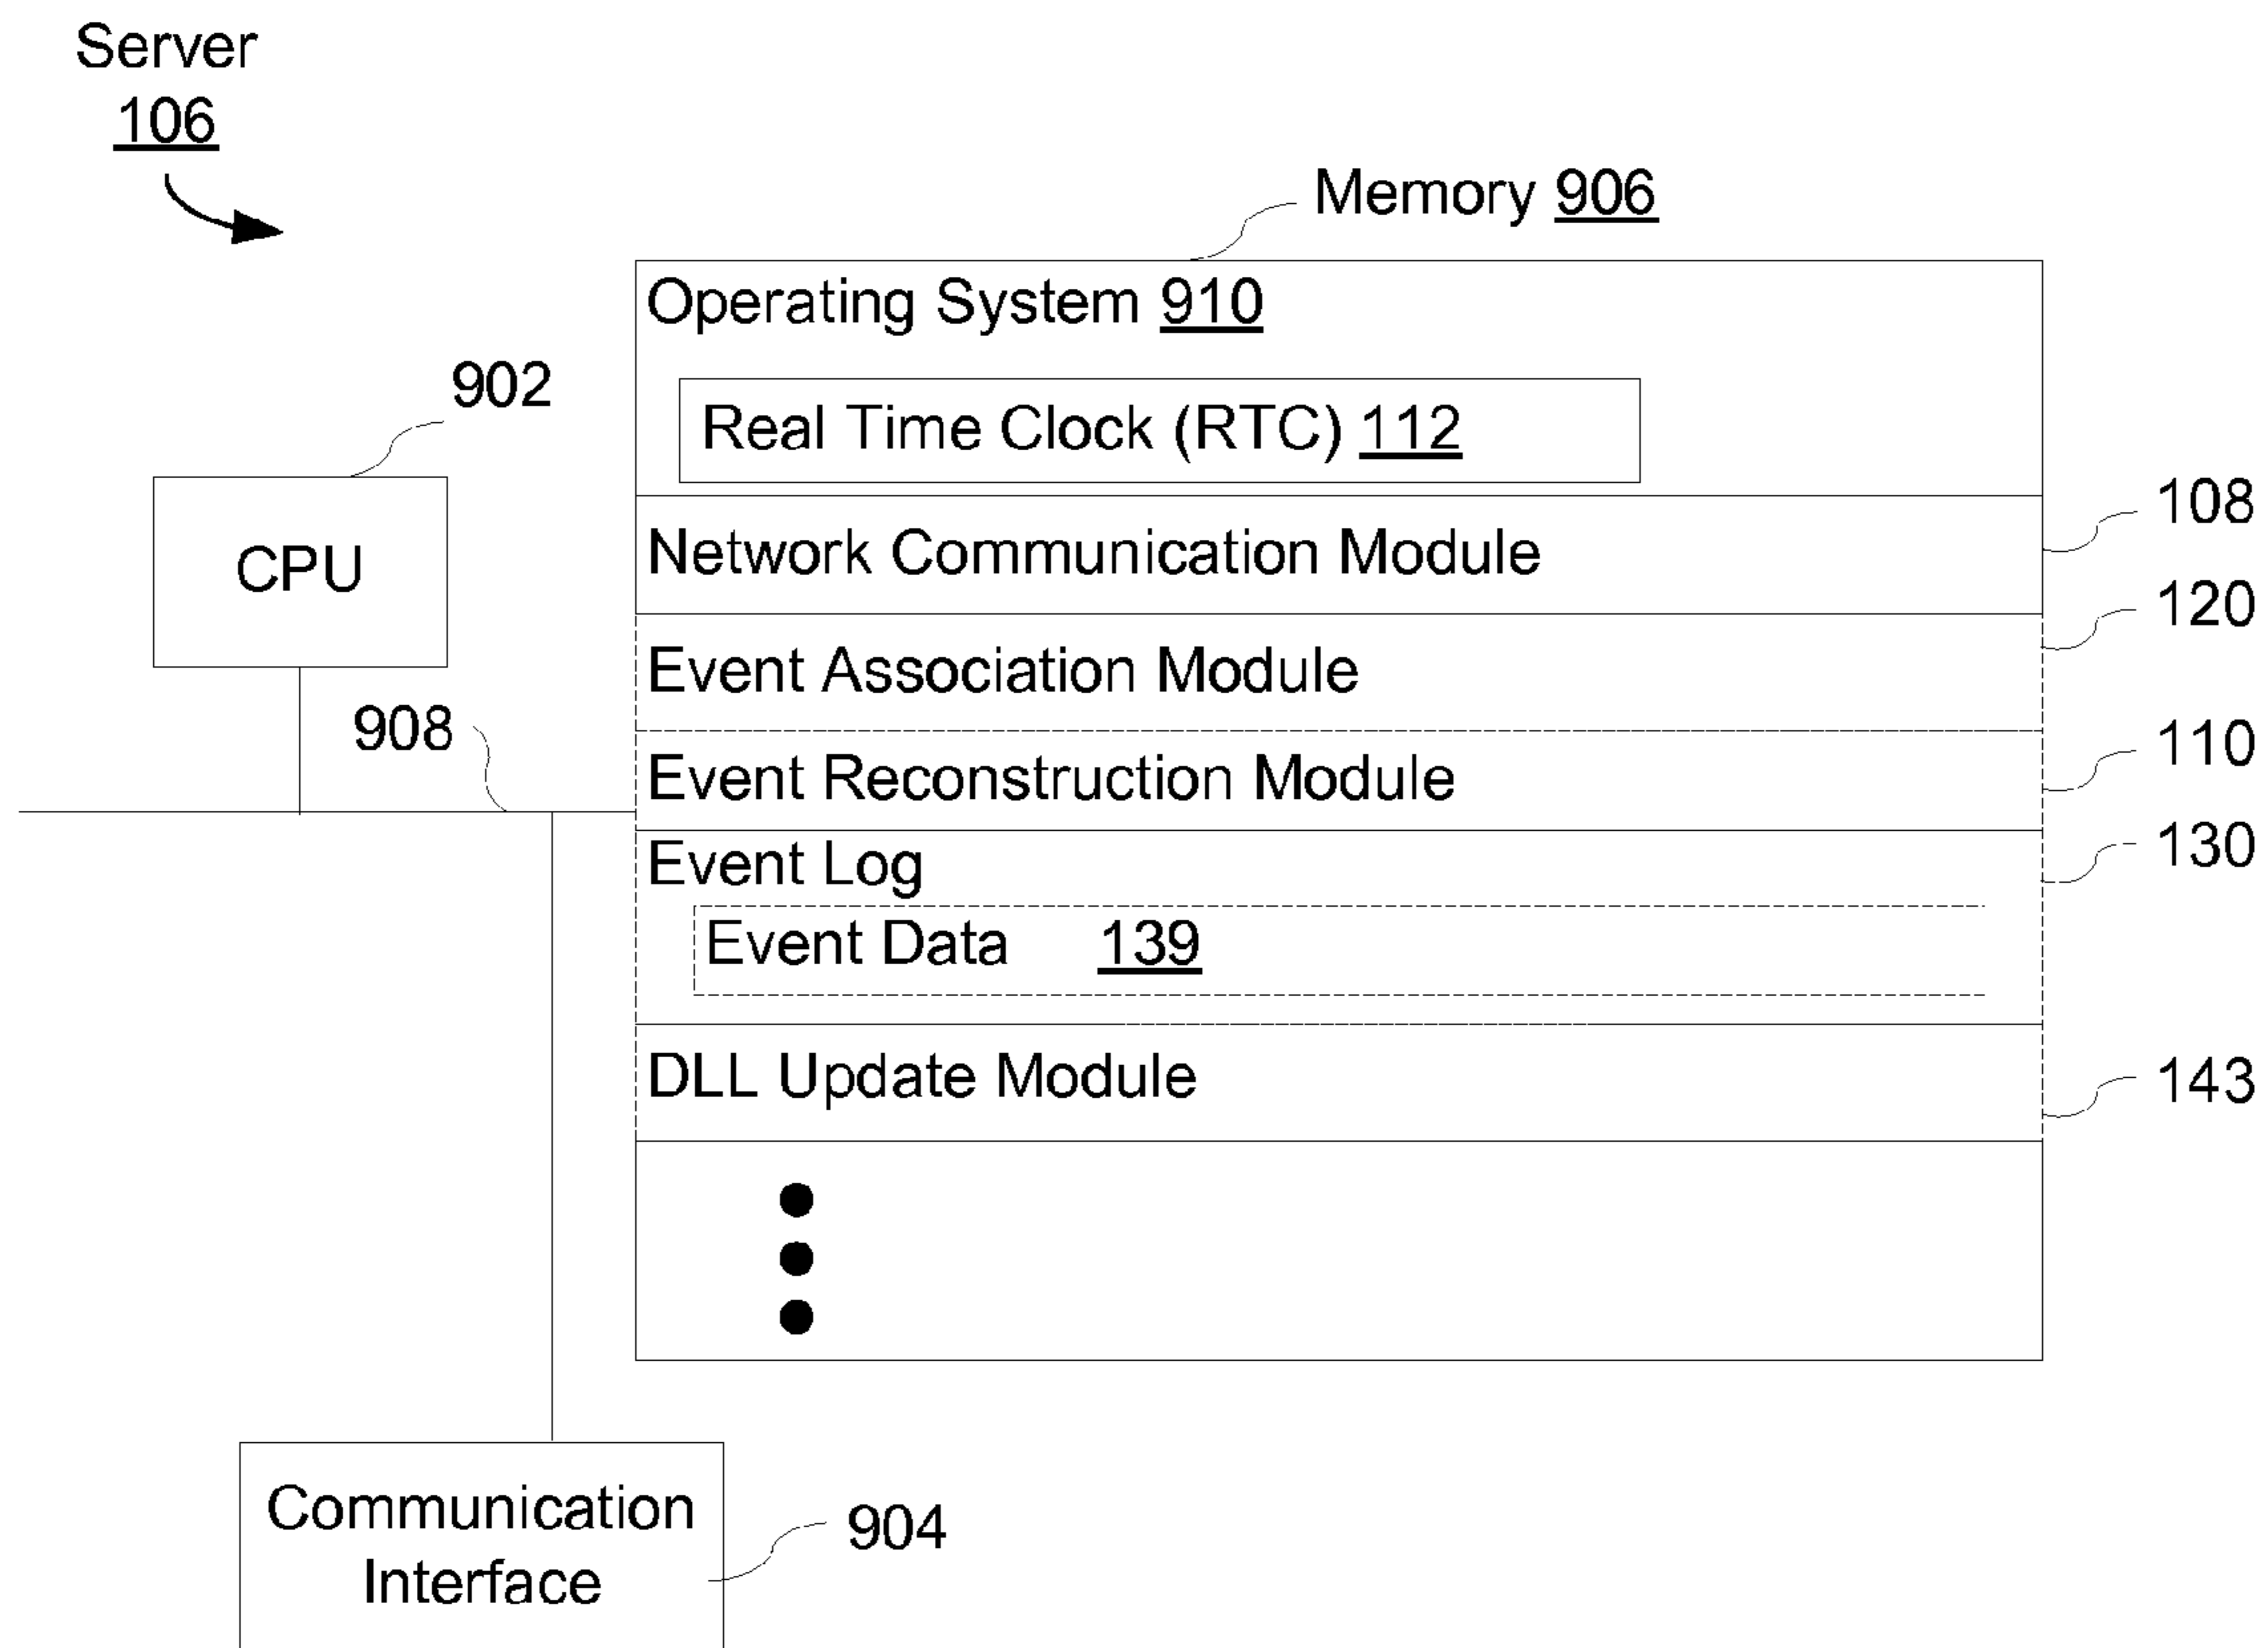 Server
106
Memory 906
Operating System 910
902
Real Time Clock (RTC) 112
108
CPU
Network Communication Module
120
Event Association Module
908
110
Event Reconstruction Module
130
Event Log
Event Data 139
DLL Update Module
143
Communication
Interface
904